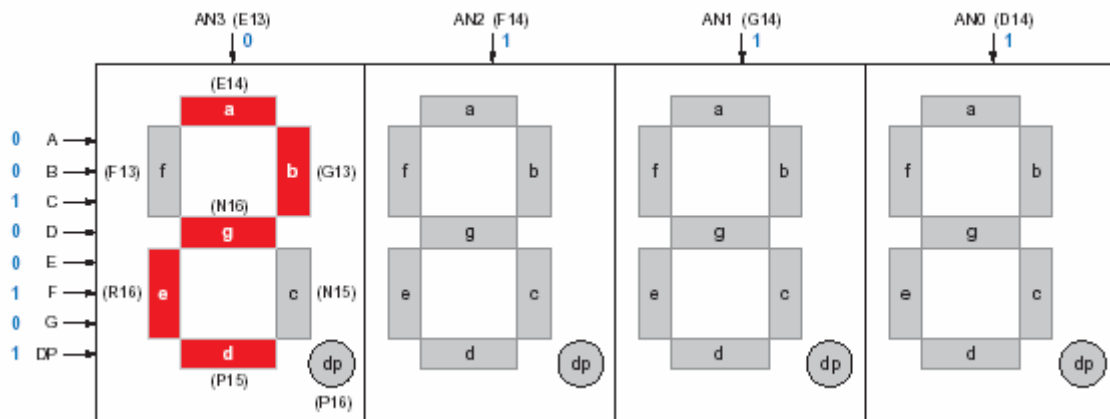 AN3 (E13) AN2 (F14) AN1 (G14) AN0 (D14)
0 1 1 1
(E14)
a a a a
0 A
0 B (F13) f b (G13) f b f b f b
1 C
(N16)
0 D g g g g
0 E
1 F (R16) e c (N15) e c e c e c
0 G
1 DP d dp d dp d dp d dp
(P15)
(P16)